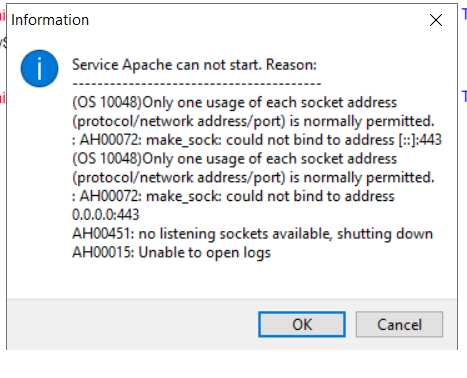 Information
Service Apache can not start. Reason:
----------------------------------------
(OS 10048)Only one usage of each socket address
(protocol/network address/port) is normally permitted.
: AH00072: make_sock: could not bind to address [::]:443
(OS 10048)Only one usage of each socket address
(protocol/network address/port) is normally permitted.
: AH00072: make_sock: could not bind to address
0.0.0.0:443
AH00451: no listening sockets available, shutting down
AH00015: Unable to open logs
OK Cancel